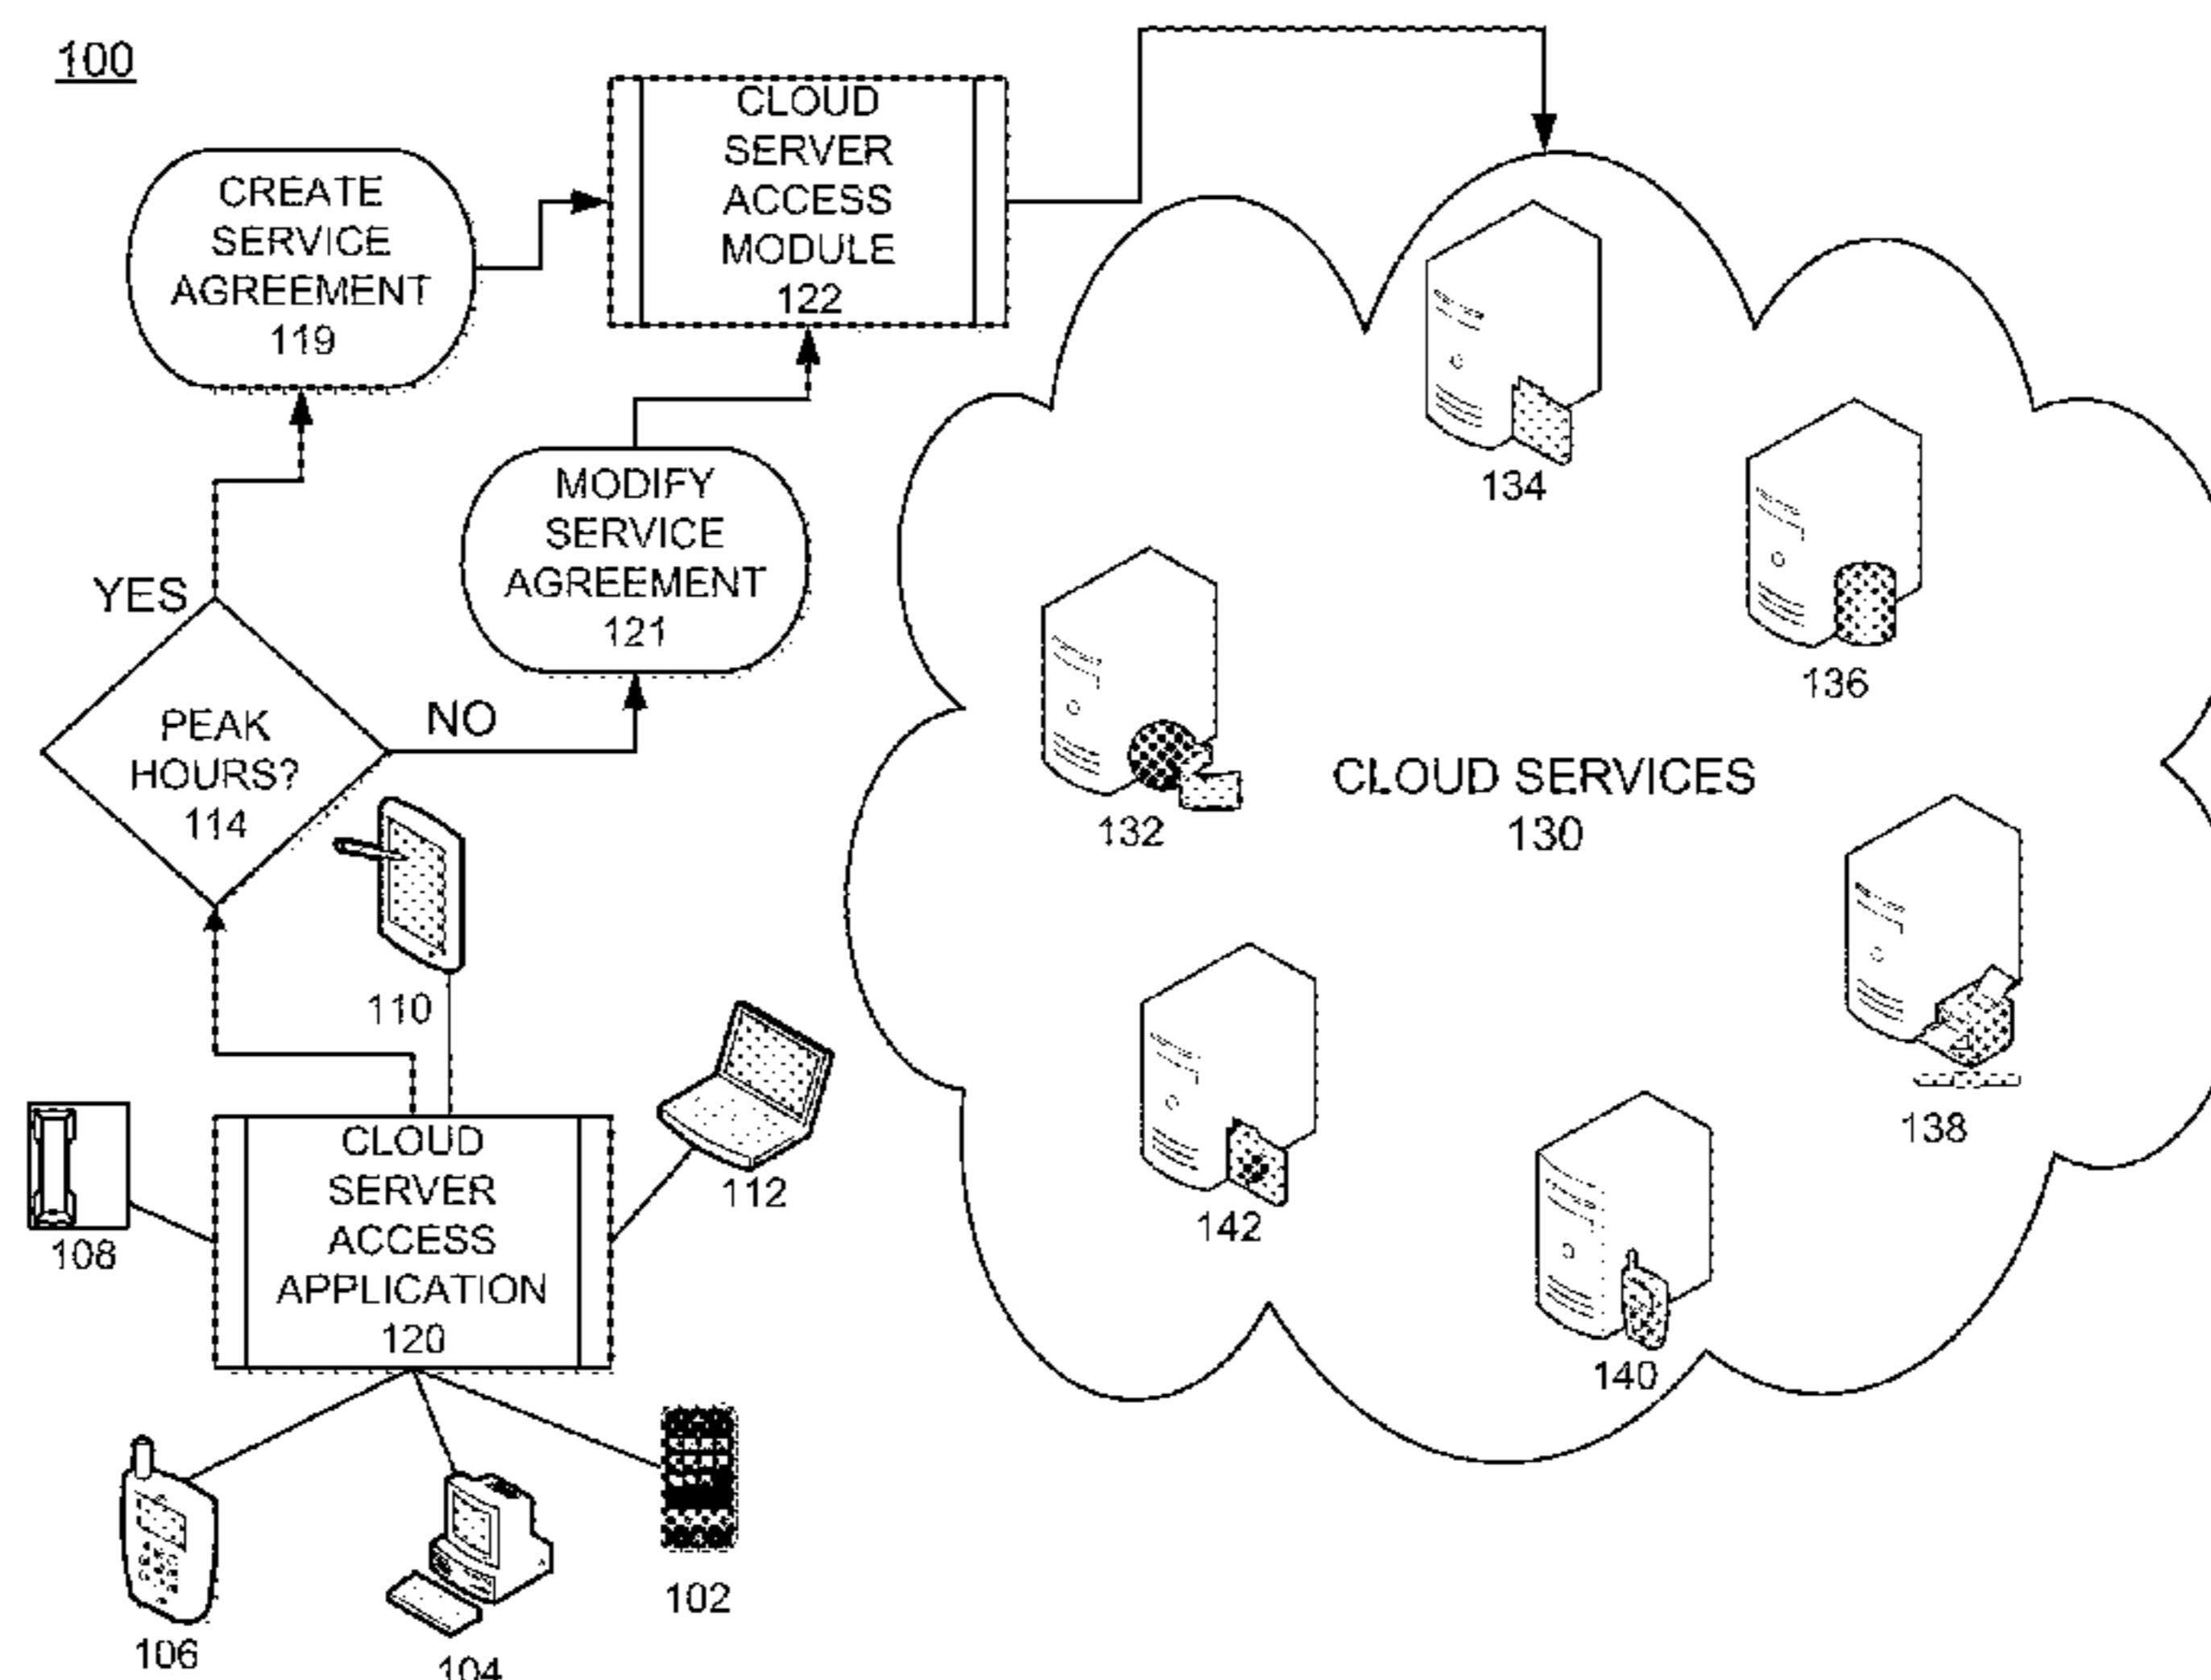 100
CLOUD
SERVER
ACCESS
MODULE
122
CREATE
SERVICE
AGREEMENT
119
MODIFY
SERVICE
AGREEMENT
121
YES
NO
PEAK
HOURS?
114
110
112
108
CLOUD
SERVER
ACCESS
APPLICATION
120
106
104
102
134
136
132
CLOUD SERVICES
130
138
142
140